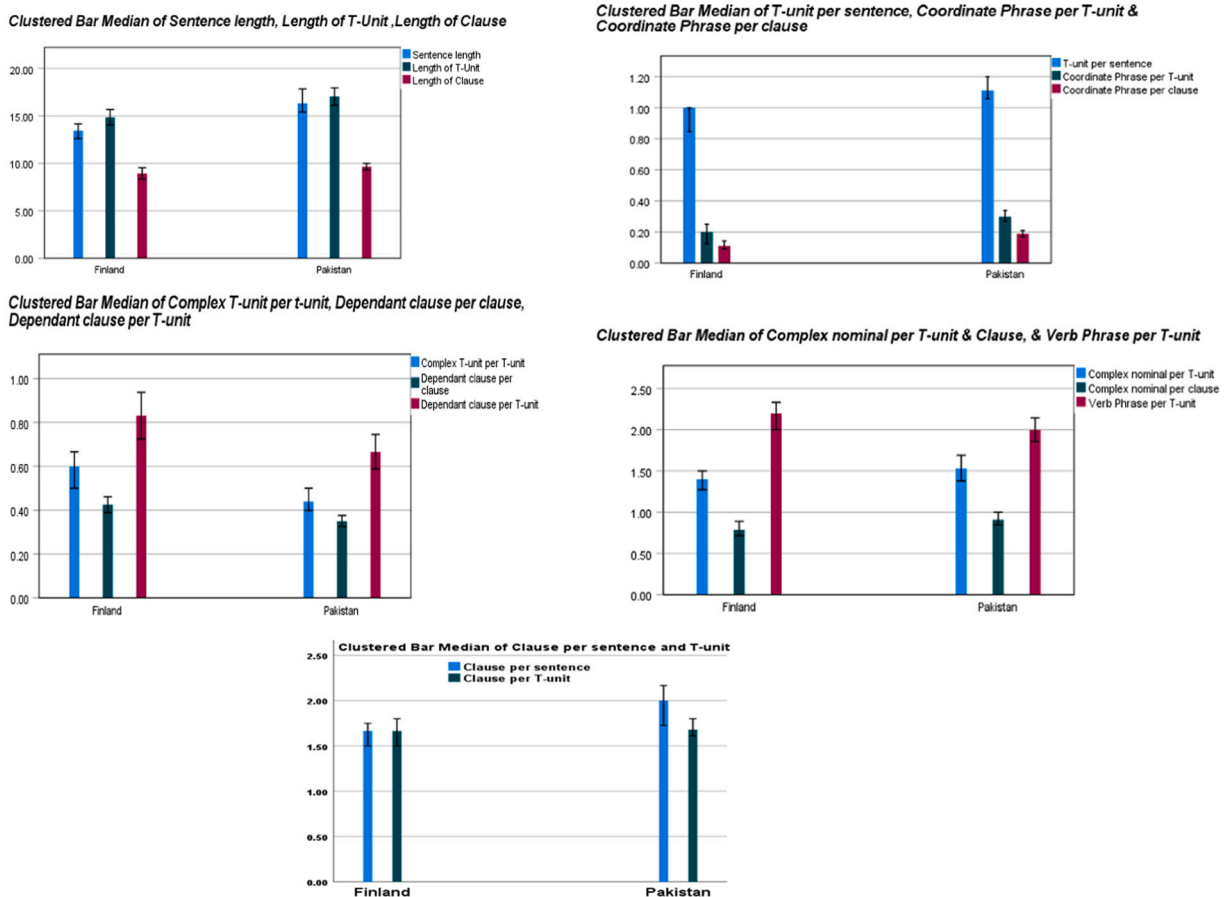 Clustered Bar Median of Sentence length, Length of T-Unit ,Length of Clause
Sentence length
Length of T-Unit
Length of Clause
20.00
15.00
10.00
5.00
0.00
Finland
Pakistan
Clustered Bar Median of T-unit per sentence, Coordinate Phrase per T-unit &
Coordinate Phrase per clause
T-unit per sentence
Coordinate Phrase per T-unit
Coordinate Phrase per clause
1.20
1.00
0.80
0.60
0.40
0.20
0.00
Finland
Pakistan
Clustered Bar Median of Complex T-unit per t-unit, Dependant clause per clause,
Dependant clause per T-unit
Complex T-unit per T-unit
Dependant clause per
clause
Dependant clause per T-unit
1.00
0.80
0.60
0.40
0.20
0.00
Finland
Pakistan
Clustered Bar Median of Complex nominal per T-unit & Clause, & Verb Phrase per T-unit
Complex nominal per T-unit
Complex nominal per clause
Verb Phrase per T-unit
2.50
2.00
1.50
1.00
0.50
0.00
Finland
Pakistan
Clustered Bar Median of Clause per sentence and T-unit
Clause per sentence
Clause per T-unit
2.50
2.00
1.50
1.00
0.50
0.00
Finland
Pakistan